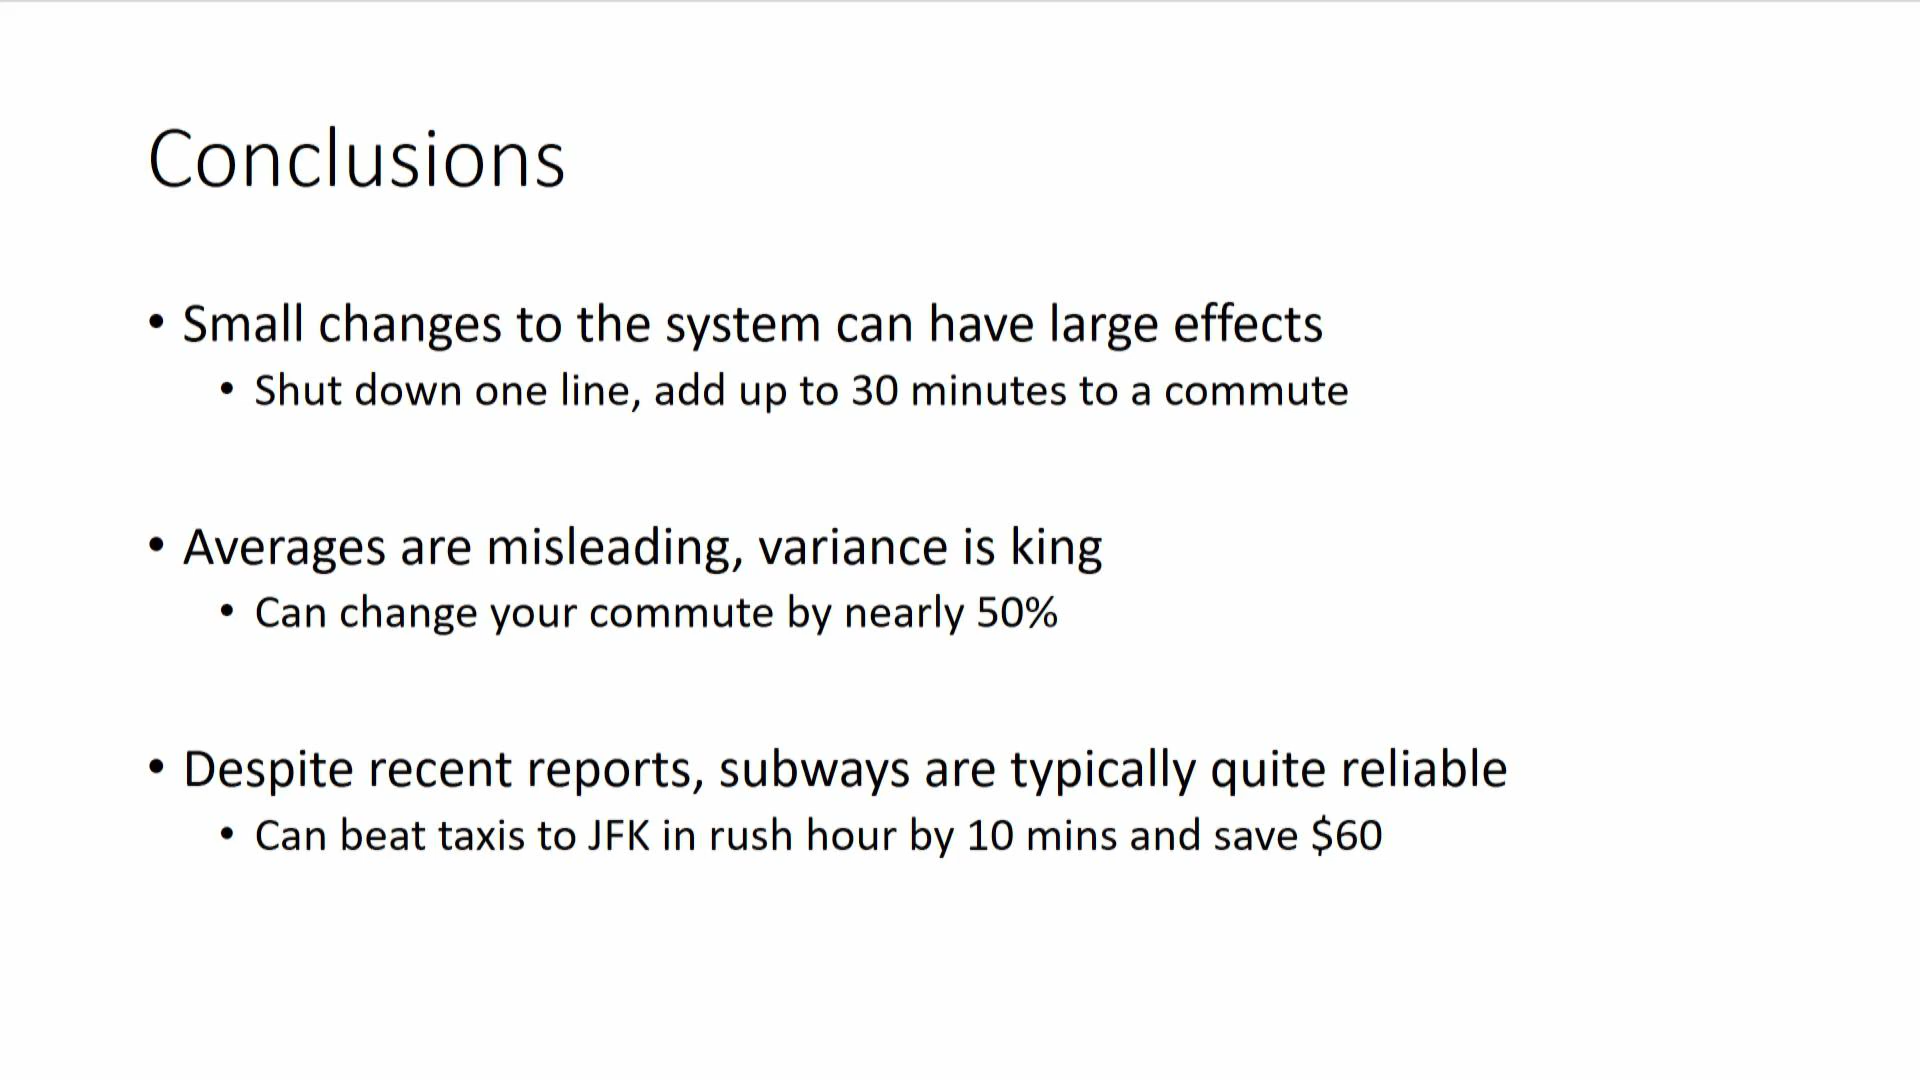 Conclusions
• Small changes to the system can have large effects
• Shut down one line, add up to 30 minutes to a commute
• Averages are misleading, variance is king
• Can change your commute by nearly 50%
• Despite recent reports, subways are typically quite reliable
• Can beat taxis to JFK in rush hour by 10 mins and save $60